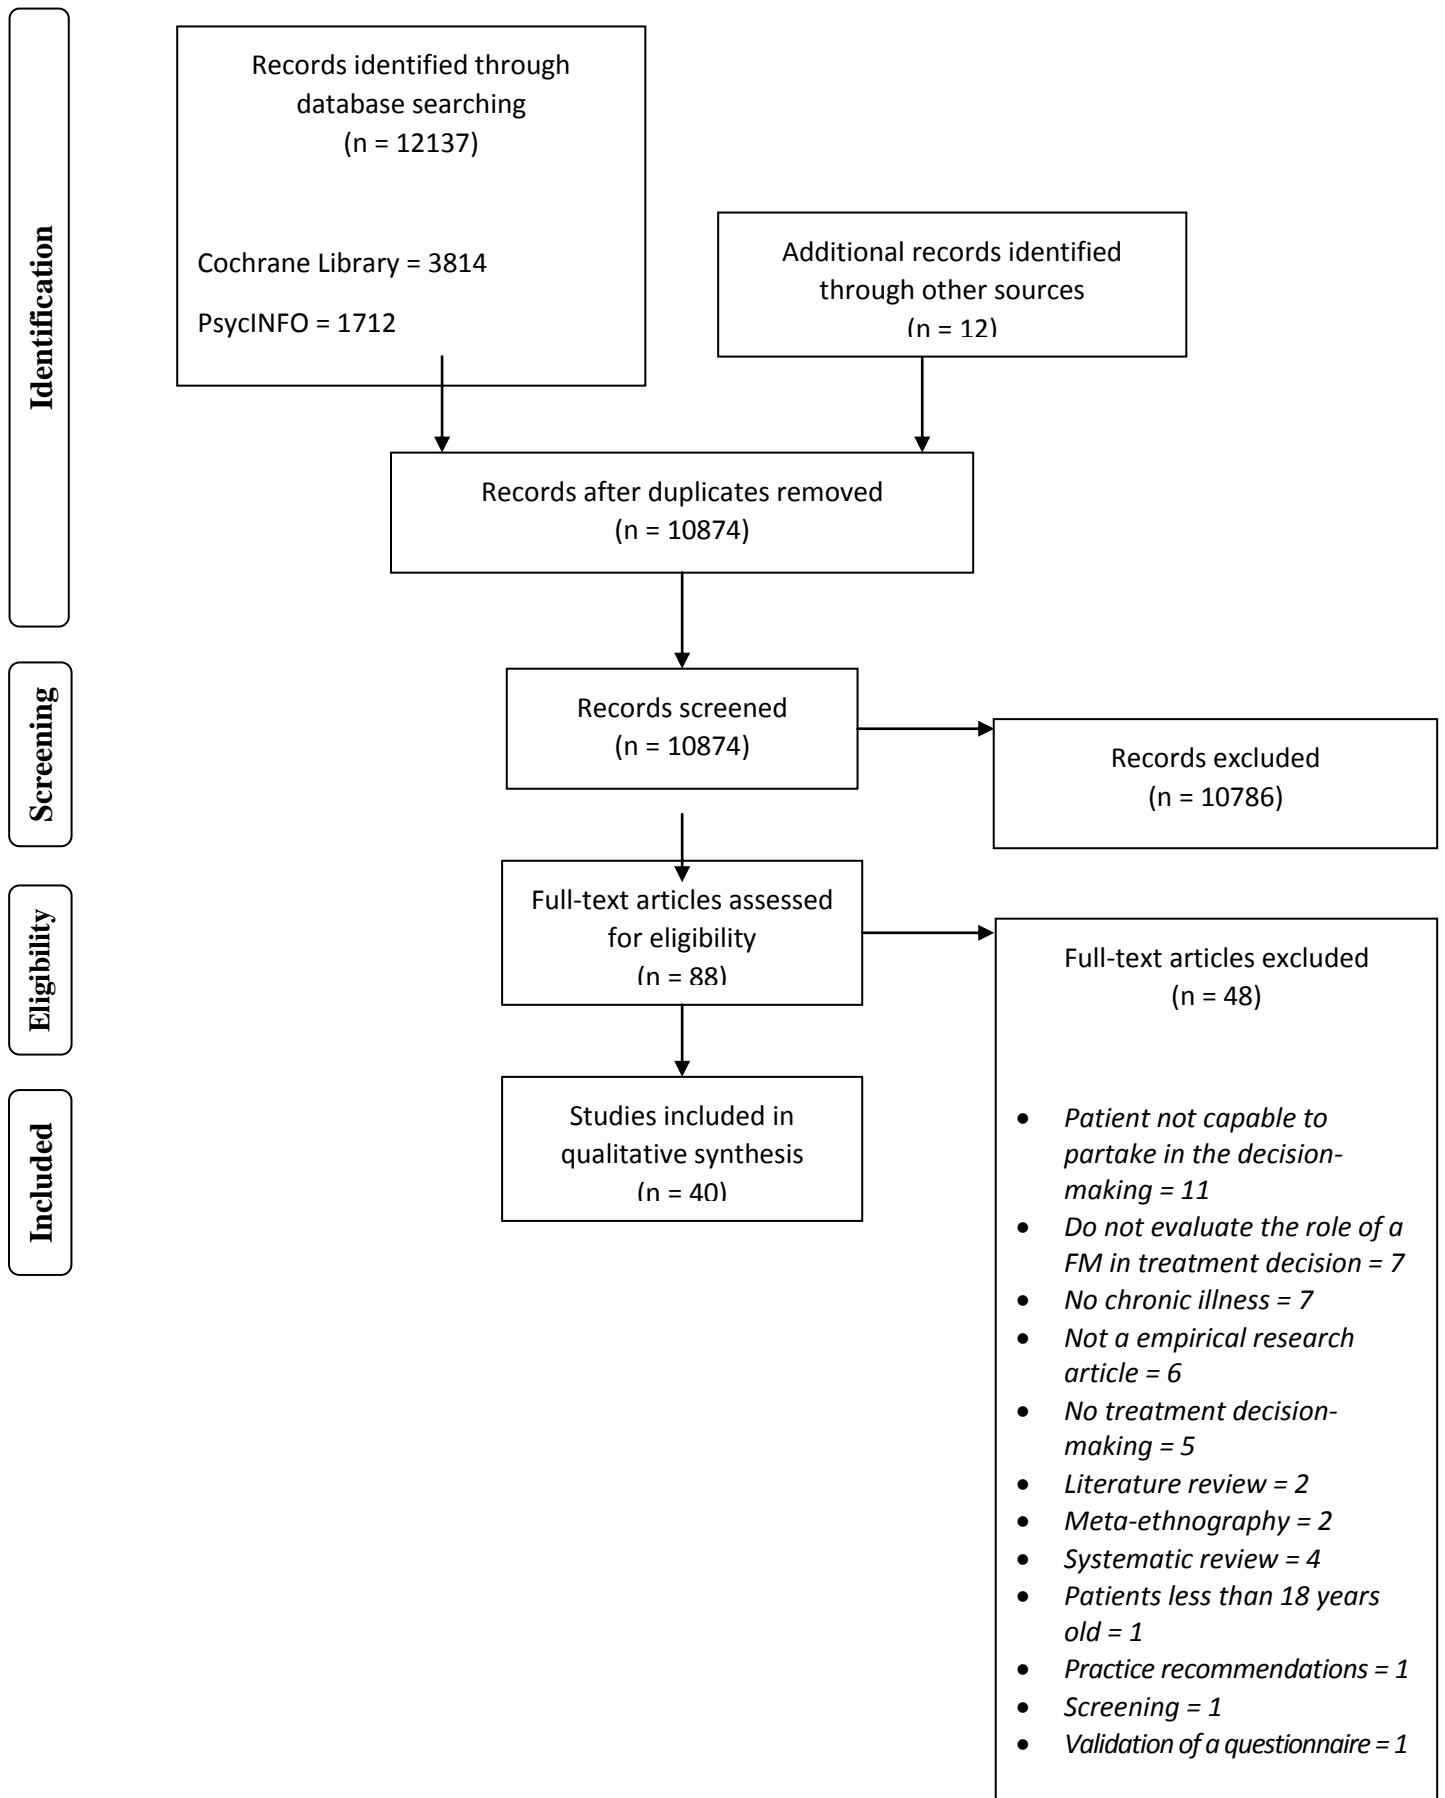 Identification
Records identified through
database searching
(n = 12137)
Cochrane Library = 3814
PsycINFO = 1712
Additional records identified
through other sources
(n = 12)
Records after duplicates removed
(n = 10874)
Screening
Records screened
(n = 10874)
Records excluded
(n = 10786)
Eligibility
Full-text articles assessed
for eligibility
(n = 88)
Full-text articles excluded
(n = 48)
• Patient not capable to
partake in the decision-
making = 11
• Do not evaluate the role of a
FM in treatment decision = 7
• No chronic illness = 7
• Not a empirical research
article = 6
• No treatment decision-
making = 5
• Literature review = 2
• Meta-ethnography = 2
• Systematic review = 4
• Patients less than 18 years
old = 1
• Practice recommendations = 1
• Screening = 1
• Validation of a questionnaire = 1
Included
Studies included in
qualitative synthesis
(n = 40)